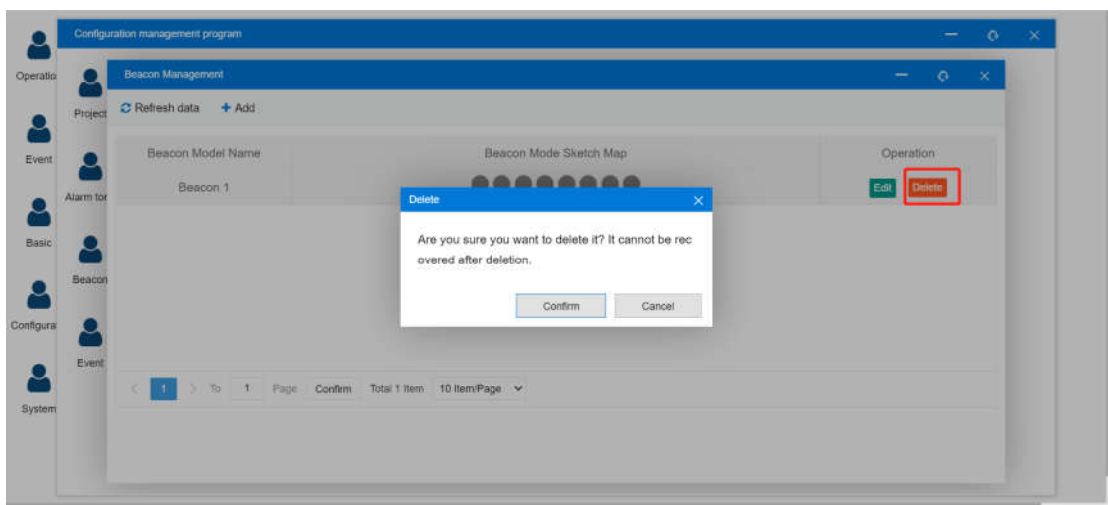 Configuration management program
Operatio
Beacon Management
Project
Refresh data
Add
Event
Beacon Model Name
Beacon Mode Sketch Map
Operation
Alarm ton
Beacon 1
Edit
Delete
Delete
Are you sure you want to delete it? It cannot be rec
overed after deletion.
Basic
Beacon
Confirm
Cancel
Configura
Event
1
To
1
Page
Confirm
Total 1 Item
10 Item/Page
System